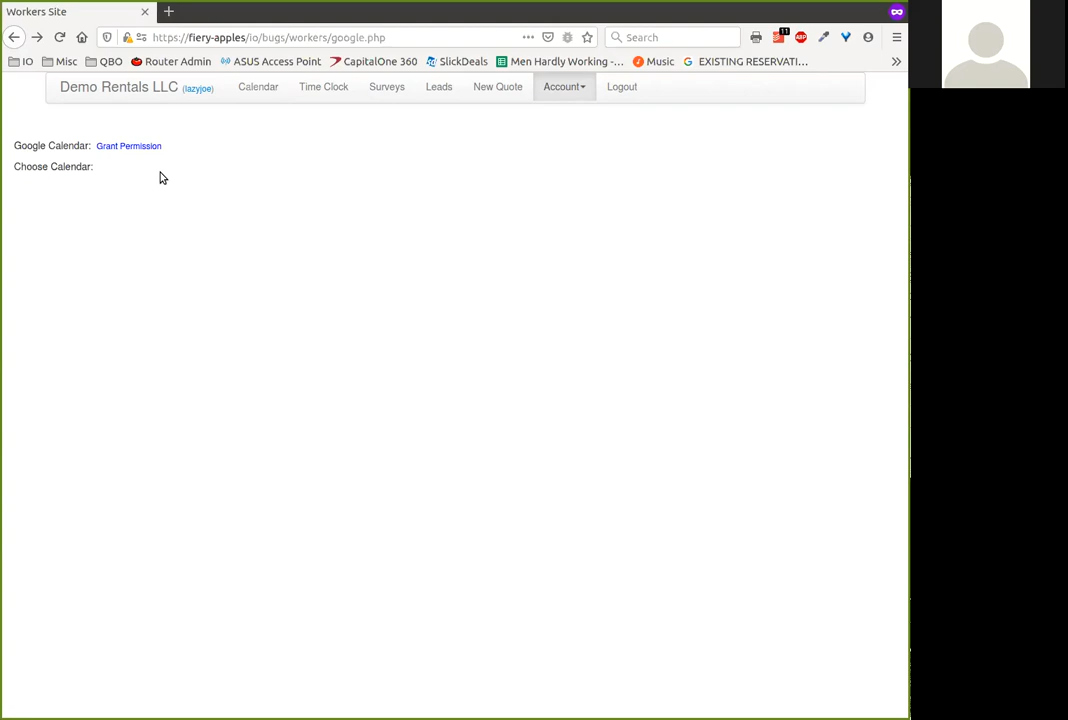 Workers Site
https://fiery-apples/io/bugs/workers/google.php
Search
11
ABP
IO
Misc
QBO
Router Admin
ASUS Access Point
CapitalOne 360
SlickDeals
Men Hardly Working -...
Music
EXISTING RESERVATI...
Demo Rentals LLC (lazyjoe)
Calendar
Time Clock
Surveys
Leads
New Quote
Account
Logout
Google Calendar: Grant Permission
Choose Calendar: